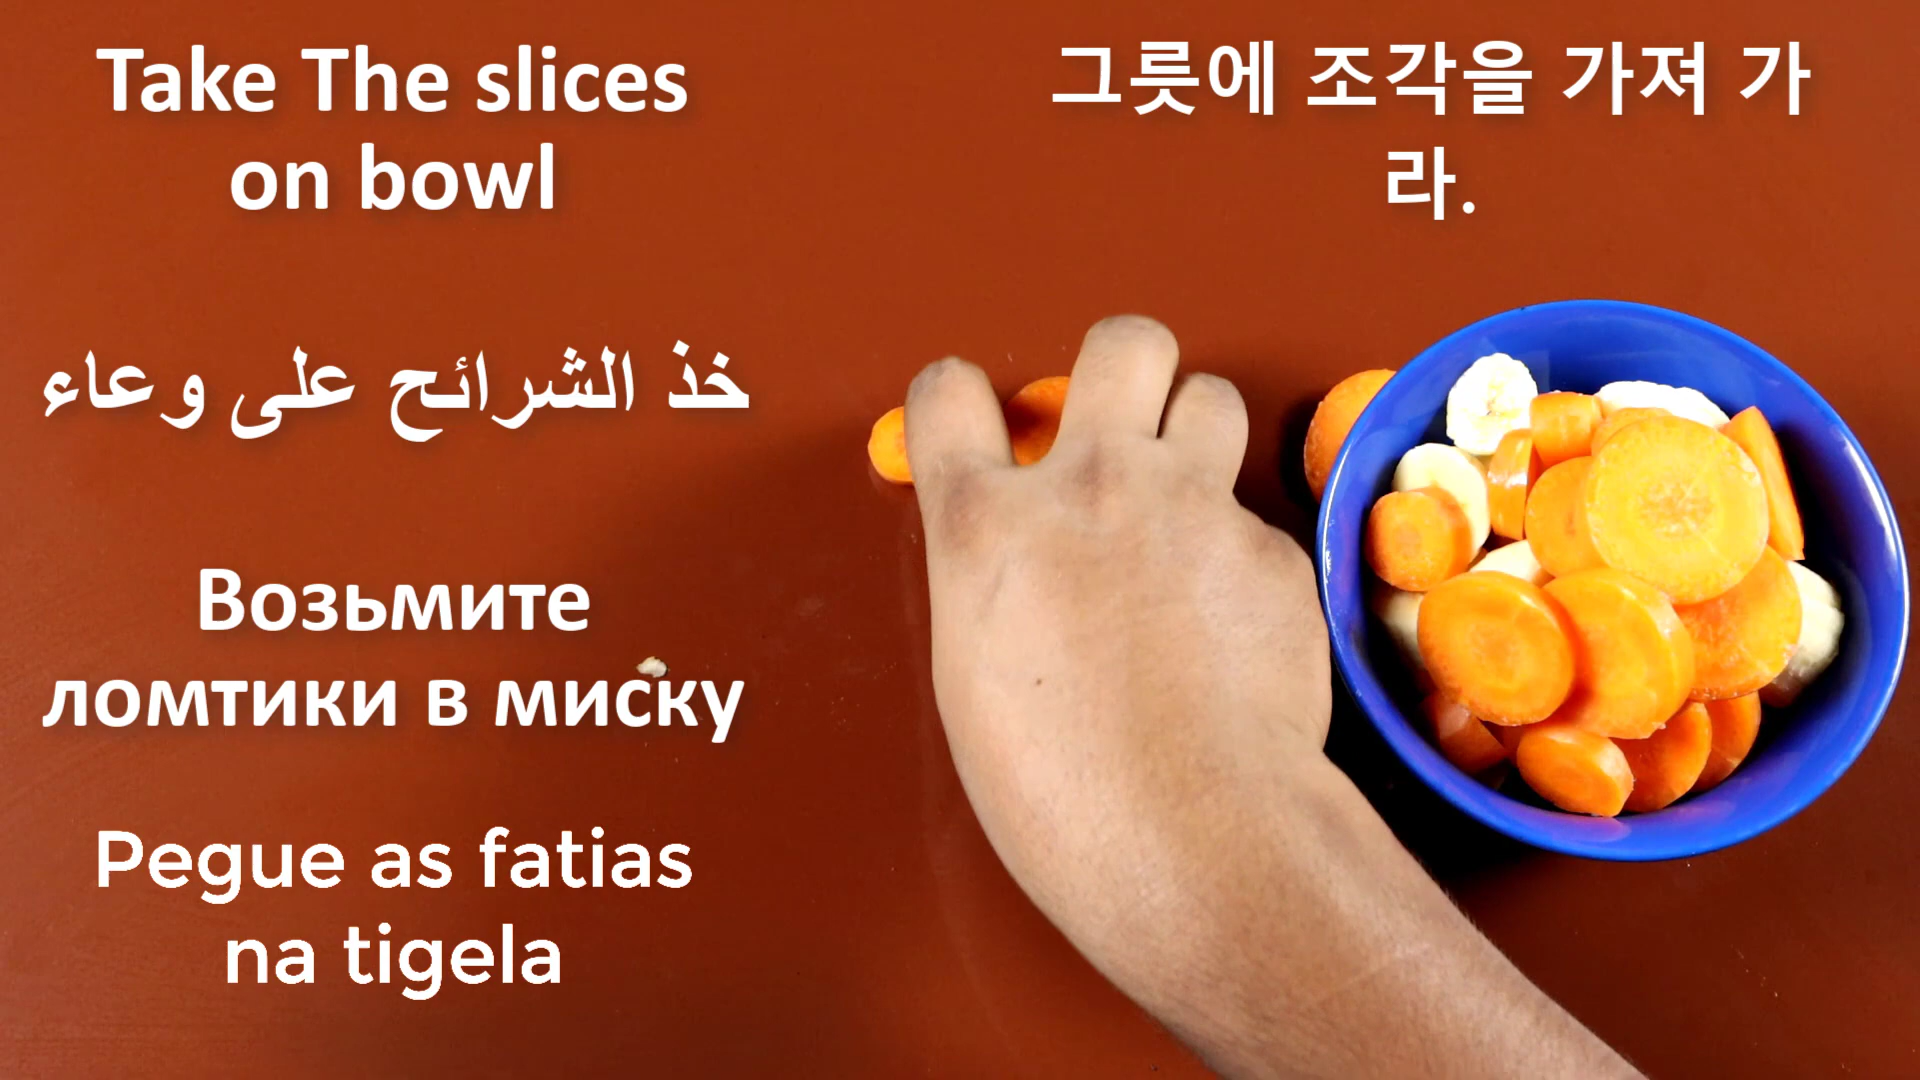 Take The slices
on bowl
그릇에 조각을 가져 가
라.
خذ الشرائح على وعاء
Возьмите
ломтики в миску
Pegue as fatias
na tigela